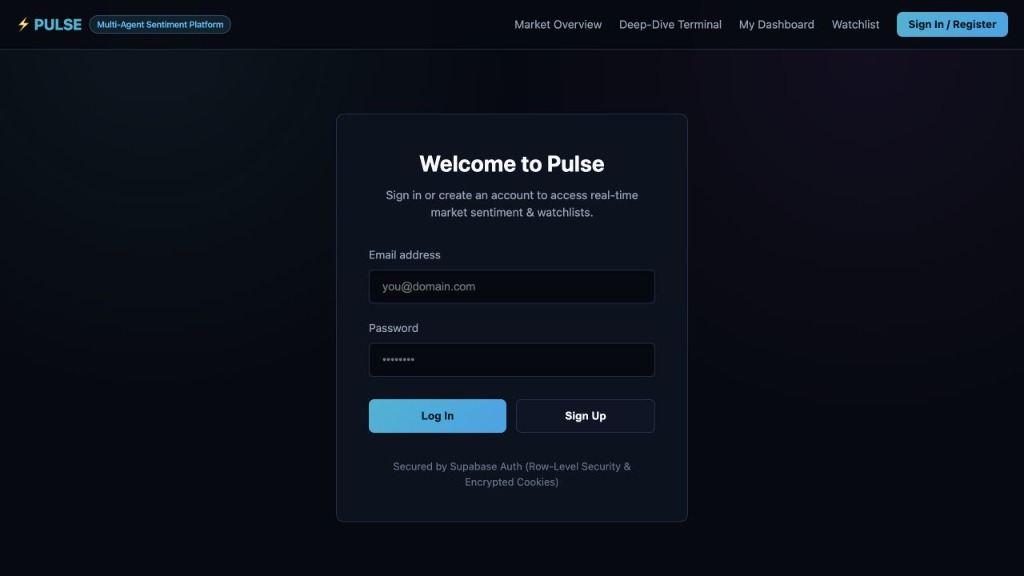 ⚡ PULSE Multi-Agent Sentiment Platform Market Overview Deep-Dive Terminal My Dashboard Watchlist Sign In / Register
Welcome to Pulse
Sign in or create an account to access real-time
market sentiment & watchlists.
Email address
you@domain.com
Password
••••••••
Log In Sign Up
Secured by Supabase Auth (Row-Level Security &
Encrypted Cookies)